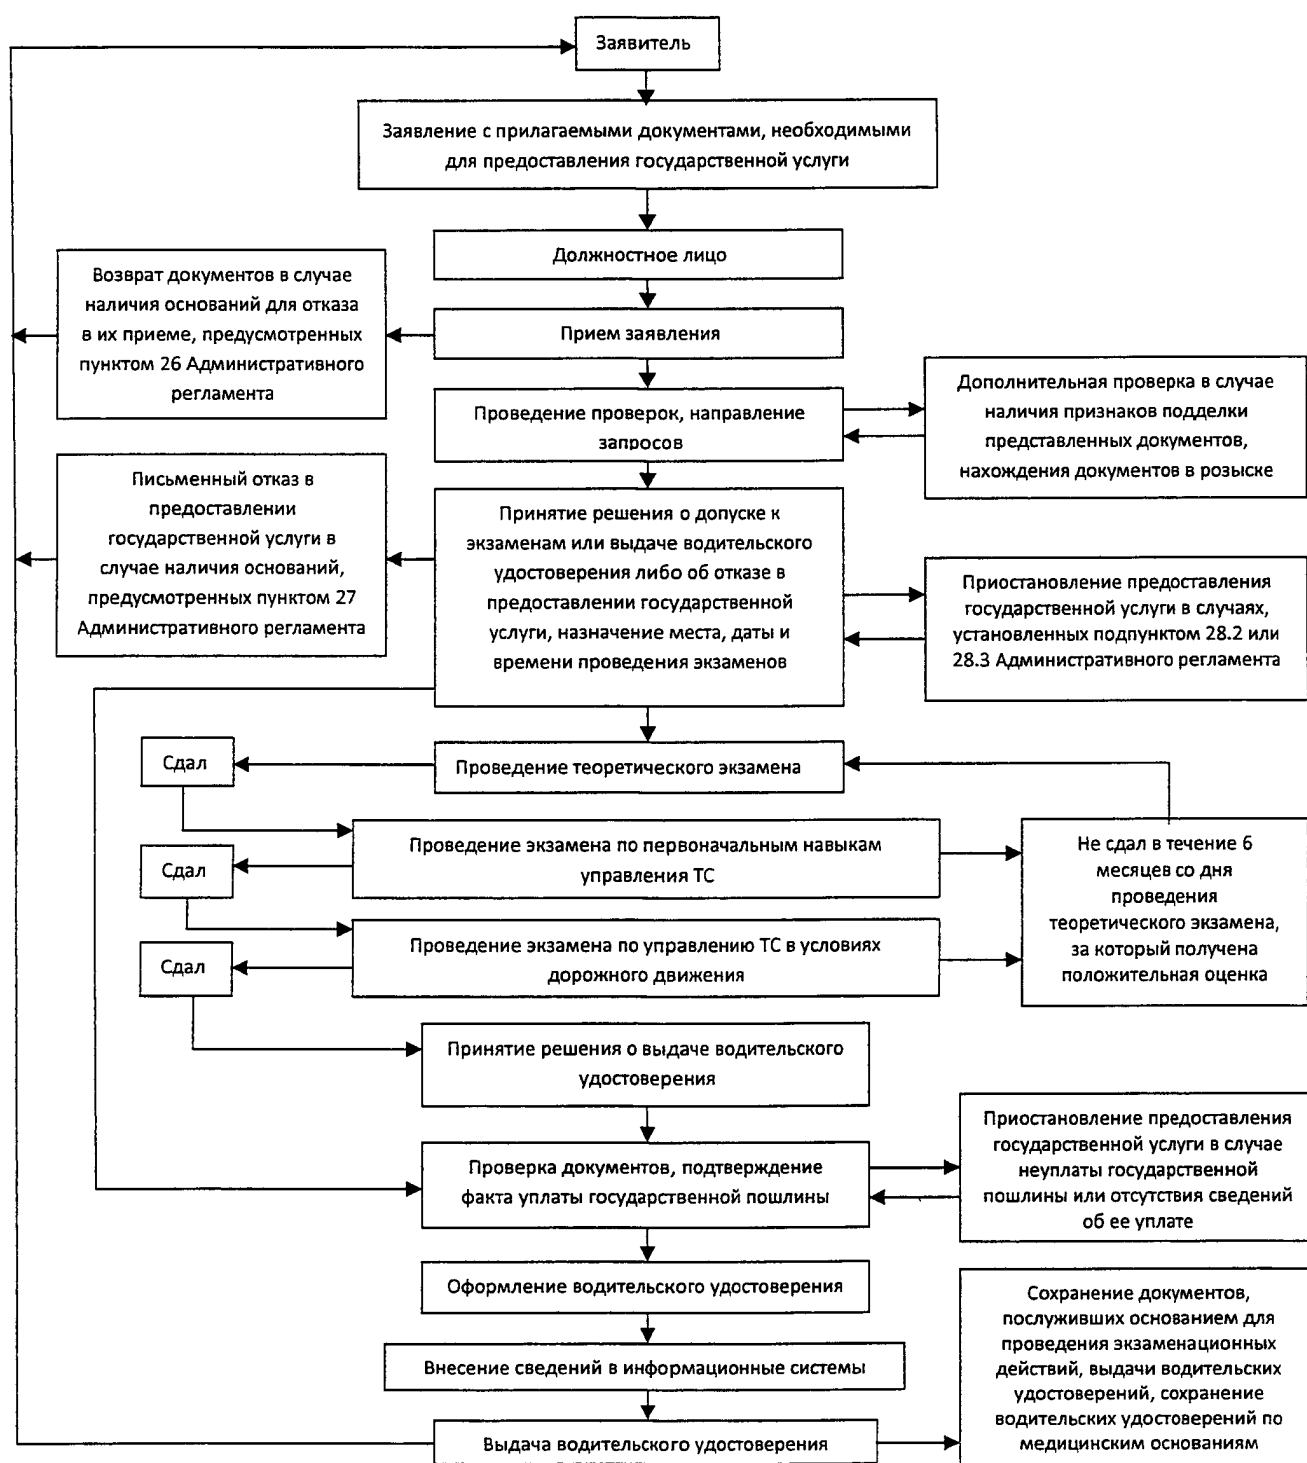 Заявитель
Заявление с прилагаемыми документами, необходимыми
для предоставления государственной услуги
Должностное лицо
Возврат документов в случае
наличия оснований для отказа
в их приеме, предусмотренных
пунктом 26 Административного
регламента
Прием заявления
Проведение проверок, направление
запросов
Дополнительная проверка в случае
наличия признаков подделки
представленных документов,
нахождения документов в розыске
Письменный отказ в
предоставлении
государственной услуги в
случае наличия оснований,
предусмотренных пунктом 27
Административного регламента
Принятие решения о допуске к
экзаменам или выдаче водительского
удостоверения либо об отказе в
предоставлении государственной
услуги, назначение места, даты и
времени проведения экзаменов
Приостановление предоставления
государственной услуги в случаях,
установленных подпунктом 28.2 или
28.3 Административного регламента
Сдал
Проведение теоретического экзамена
Проведение экзамена по первоначальным навыкам
управления ТС
Не сдал в течение 6
месяцев со дня
проведения
теоретического экзамена,
за который получена
положительная оценка
Сдал
Проведение экзамена по управлению ТС в условиях
дорожного движения
Сдал
Принятие решения о выдаче водительского
удостоверения
Проверка документов, подтверждение
факта уплаты государственной пошлины
Приостановление предоставления
государственной услуги в случае
неуплаты государственной
пошлины или отсутствия сведений
об ее уплате
Оформление водительского удостоверения
Внесение сведений в информационные системы
Выдача водительского удостоверения
Сохранение документов,
послуживших основанием для
проведения экзаменационных
действий, выдачи водительских
удостоверений, сохранение
водительских удостоверений по
медицинским основаниям